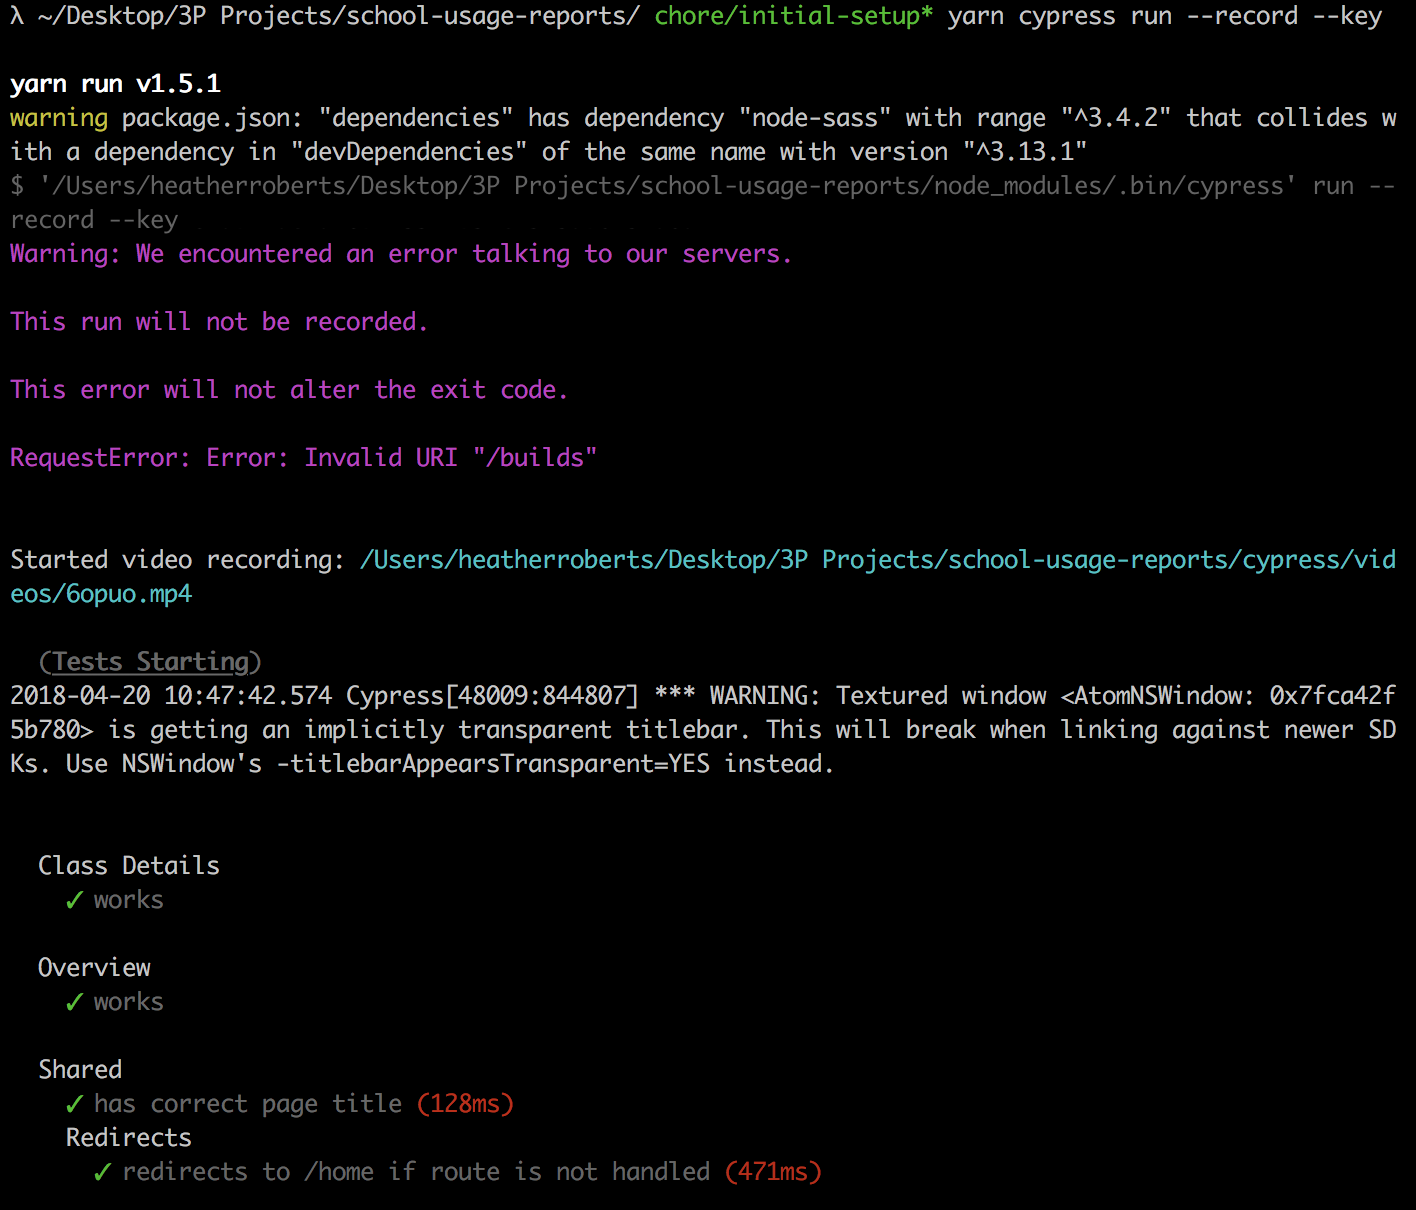 λ ~/Desktop/3P Projects/school-usage-reports/ chore/initial-setup* yarn cypress run --record --key
yarn run v1.5.1
warning package.json: "dependencies" has dependency "node-sass" with range "^3.4.2" that collides w
ith a dependency in "devDependencies" of the same name with version "^3.13.1"
$ '/Users/heatherroberts/Desktop/3P Projects/school-usage-reports/node_modules/.bin/cypress' run --
record --key
Warning: We encountered an error talking to our servers.
This run will not be recorded.
This error will not alter the exit code.
RequestError: Error: Invalid URI "/builds"
Started video recording: /Users/heatherroberts/Desktop/3P Projects/school-usage-reports/cypress/vid
eos/6opuo.mp4
(Tests Starting)
2018-04-20 10:47:42.574 Cypress[48009:844807] *** WARNING: Textured window <AtomNSWindow: 0x7fca42f
5b780> is getting an implicitly transparent titlebar. This will break when linking against newer SD
Ks. Use NSWindow's -titlebarAppearsTransparent=YES instead.
Class Details
✓ works
Overview
✓ works
Shared
✓ has correct page title (128ms)
Redirects
✓ redirects to /home if route is not handled (471ms)